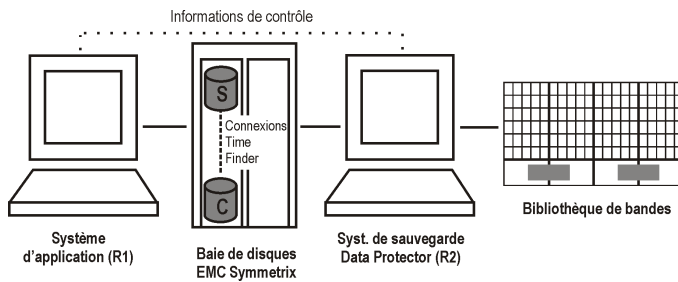 Informations de contrôle
S
Connexions
Time
Finder
C
Système
d'application (R1)
Baie de disques
EMC Symmetrix
Syst. de sauvegarde
Data Protector (R2)
Bibliothèque de bandes